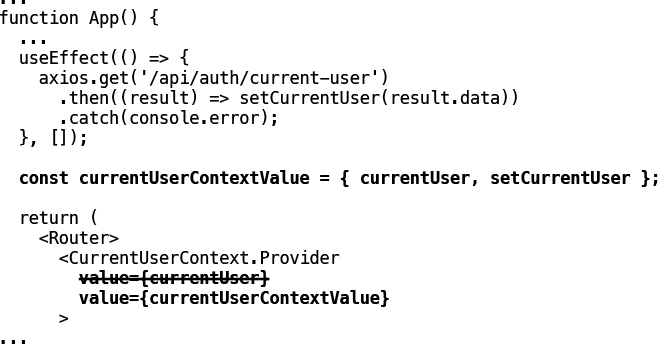 ...
function App() {
  ...
  useEffect(() => {
    axios.get('/api/auth/current-user')
      .then((result) => setCurrentUser(result.data))
      .catch(console.error);
  }, []);
  const currentUserContextValue = { currentUser, setCurrentUser };
  return (
    <Router>
      <CurrentUserContext.Provider
        value={currentUser}
        value={currentUserContextValue}
      >
...